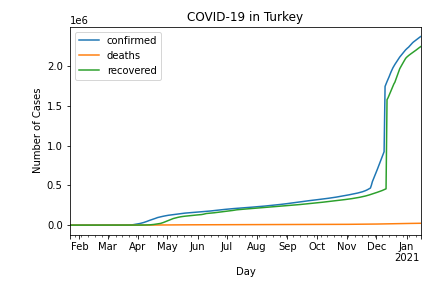 COVID-19 in Turkey
1e6
confirmed
deaths
recovered
Number of Cases
2.0
1.5
1.0
0.5
0.0
Feb Mar Apr May Jun Jul Aug Sep Oct Nov Dec Jan
2021
Day